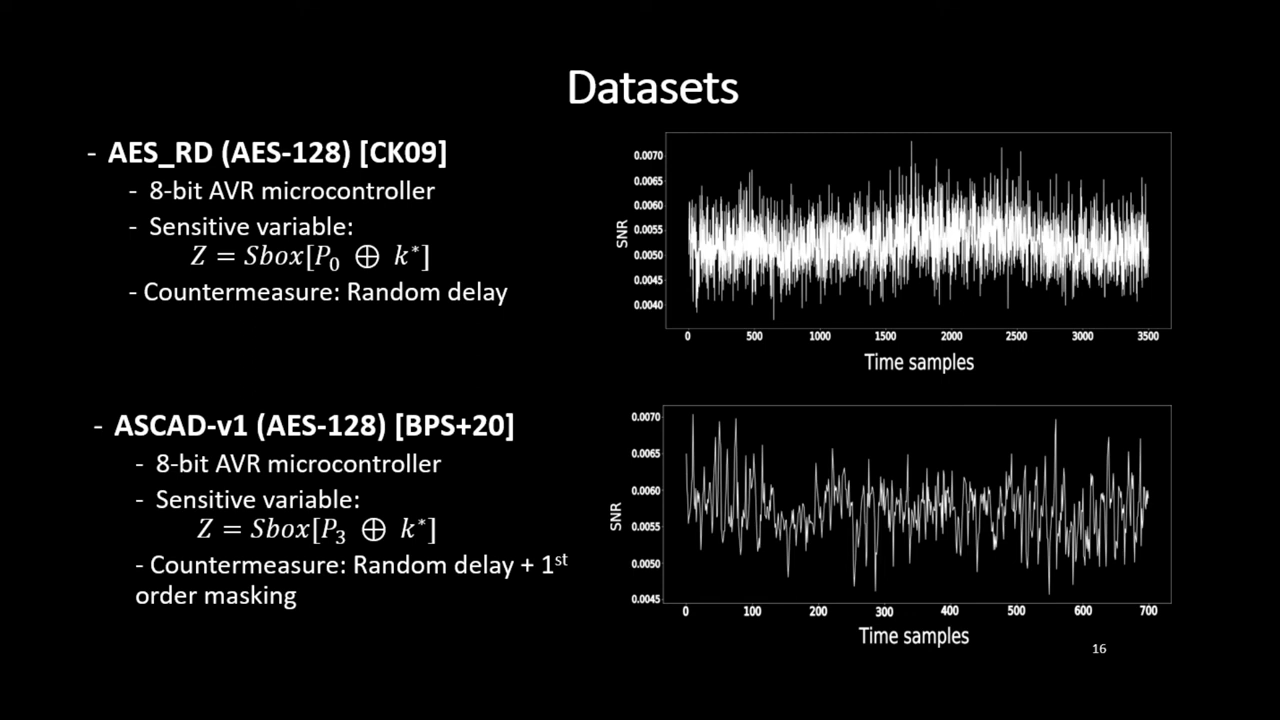 Datasets
- AES_RD (AES-128) [CK09]
- 8-bit AVR microcontroller
- Sensitive variable:
Z = Sbox[P₀ ⊕ k*]
- Countermeasure: Random delay
0.0070
0.0065
0.0060
0.0055
0.0050
0.0045
0.0040
SNR
0 500 1000 1500 2000 2500 3000 3500
Time samples
- ASCAD-v1 (AES-128) [BPS+20]
- 8-bit AVR microcontroller
- Sensitive variable:
Z = Sbox[P₃ ⊕ k*]
- Countermeasure: Random delay + 1st
order masking
0.0070
0.0065
0.0060
0.0055
0.0050
0.0045
SNR
0 100 200 300 400 500 600 700
Time samples
16